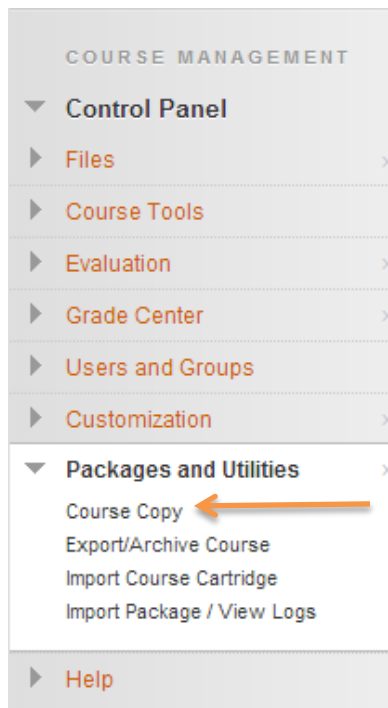 COURSE MANAGEMENT
Control Panel
Files
Course Tools
Evaluation
Grade Center
Users and Groups
Customization
Packages and Utilities
Course Copy
Export/Archive Course
Import Course Cartridge
Import Package / View Logs
Help